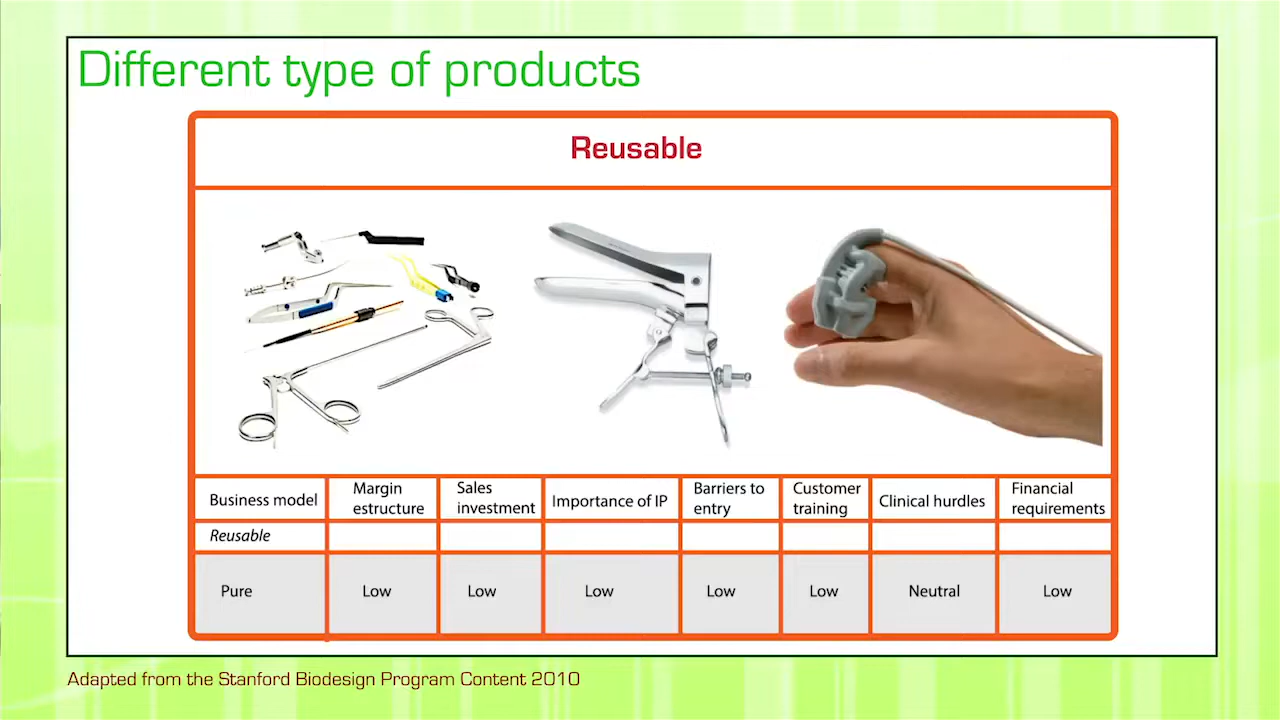 Different type of products
Reusable
Business model
Margin
estructure
Sales
investment
Importance of IP
Barriers to
entry
Customer
training
Clinical hurdles
Financial
requirements
Reusable
Pure
Low
Low
Low
Low
Low
Neutral
Low
Adapted from the Stanford Biodesign Program Content 2010